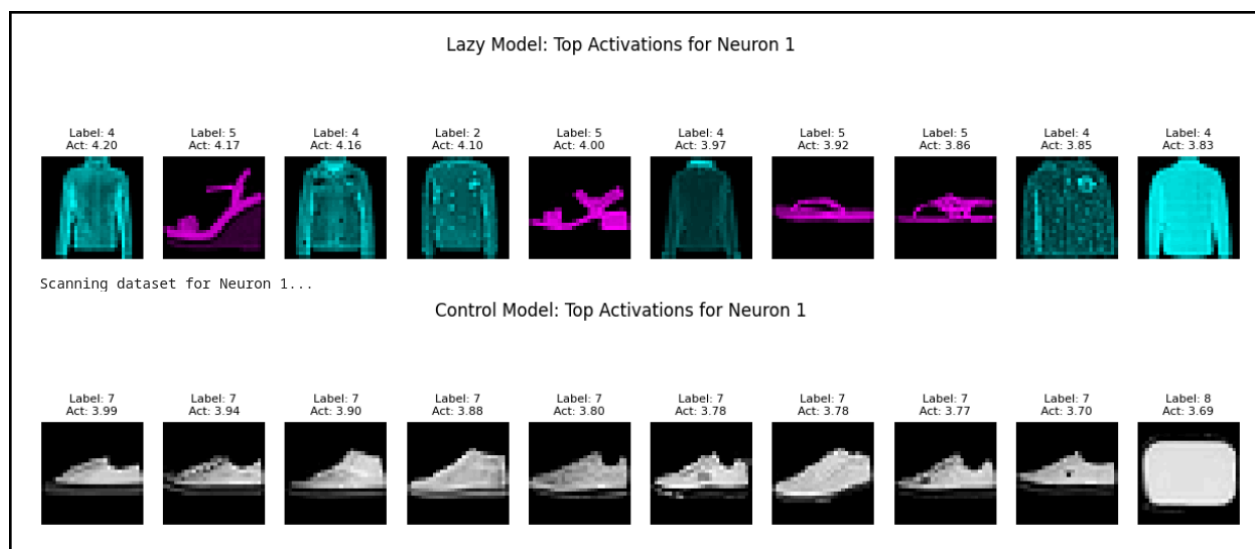 Lazy Model: Top Activations for Neuron 1
Label: 4 Label: 5 Label: 4 Label: 2 Label: 5 Label: 4 Label: 5 Label: 5 Label: 4 Label: 4
Act: 4.20 Act: 4.17 Act: 4.16 Act: 4.10 Act: 4.00 Act: 3.97 Act: 3.92 Act: 3.86 Act: 3.85 Act: 3.83
Scanning dataset for Neuron 1...
Control Model: Top Activations for Neuron 1
Label: 7 Label: 7 Label: 7 Label: 7 Label: 7 Label: 7 Label: 7 Label: 7 Label: 7 Label: 8
Act: 3.99 Act: 3.94 Act: 3.90 Act: 3.88 Act: 3.80 Act: 3.78 Act: 3.78 Act: 3.77 Act: 3.70 Act: 3.69